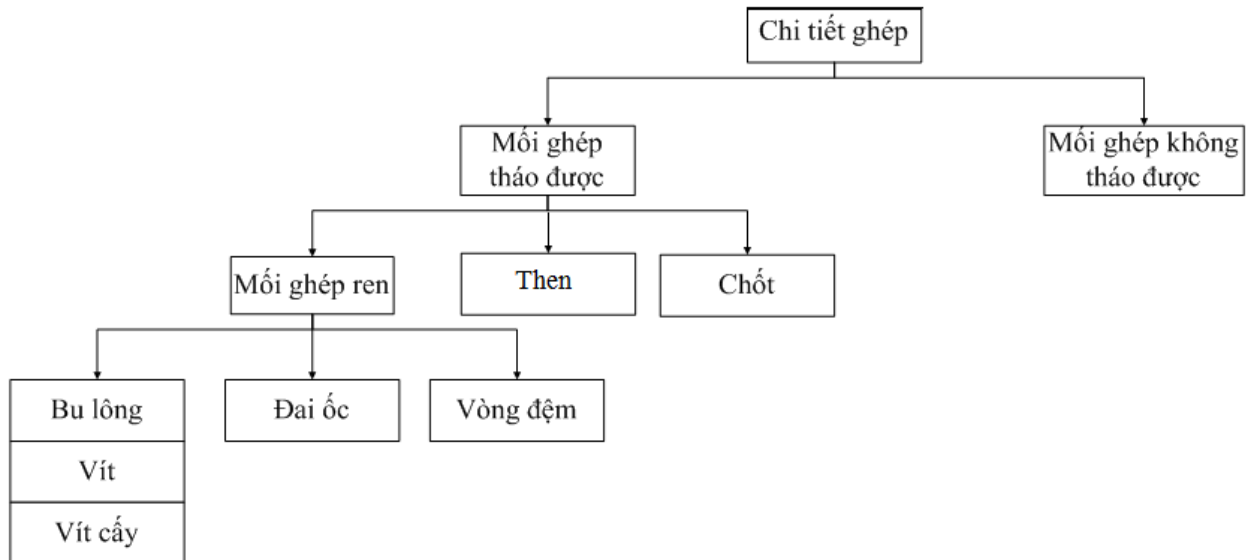 Chi tiết ghép
Mối ghép
tháo được
Mối ghép không
tháo được
Mối ghép ren
Then
Chốt
Bu lông
Đai ốc
Vòng đệm
Vít
Vít cấy